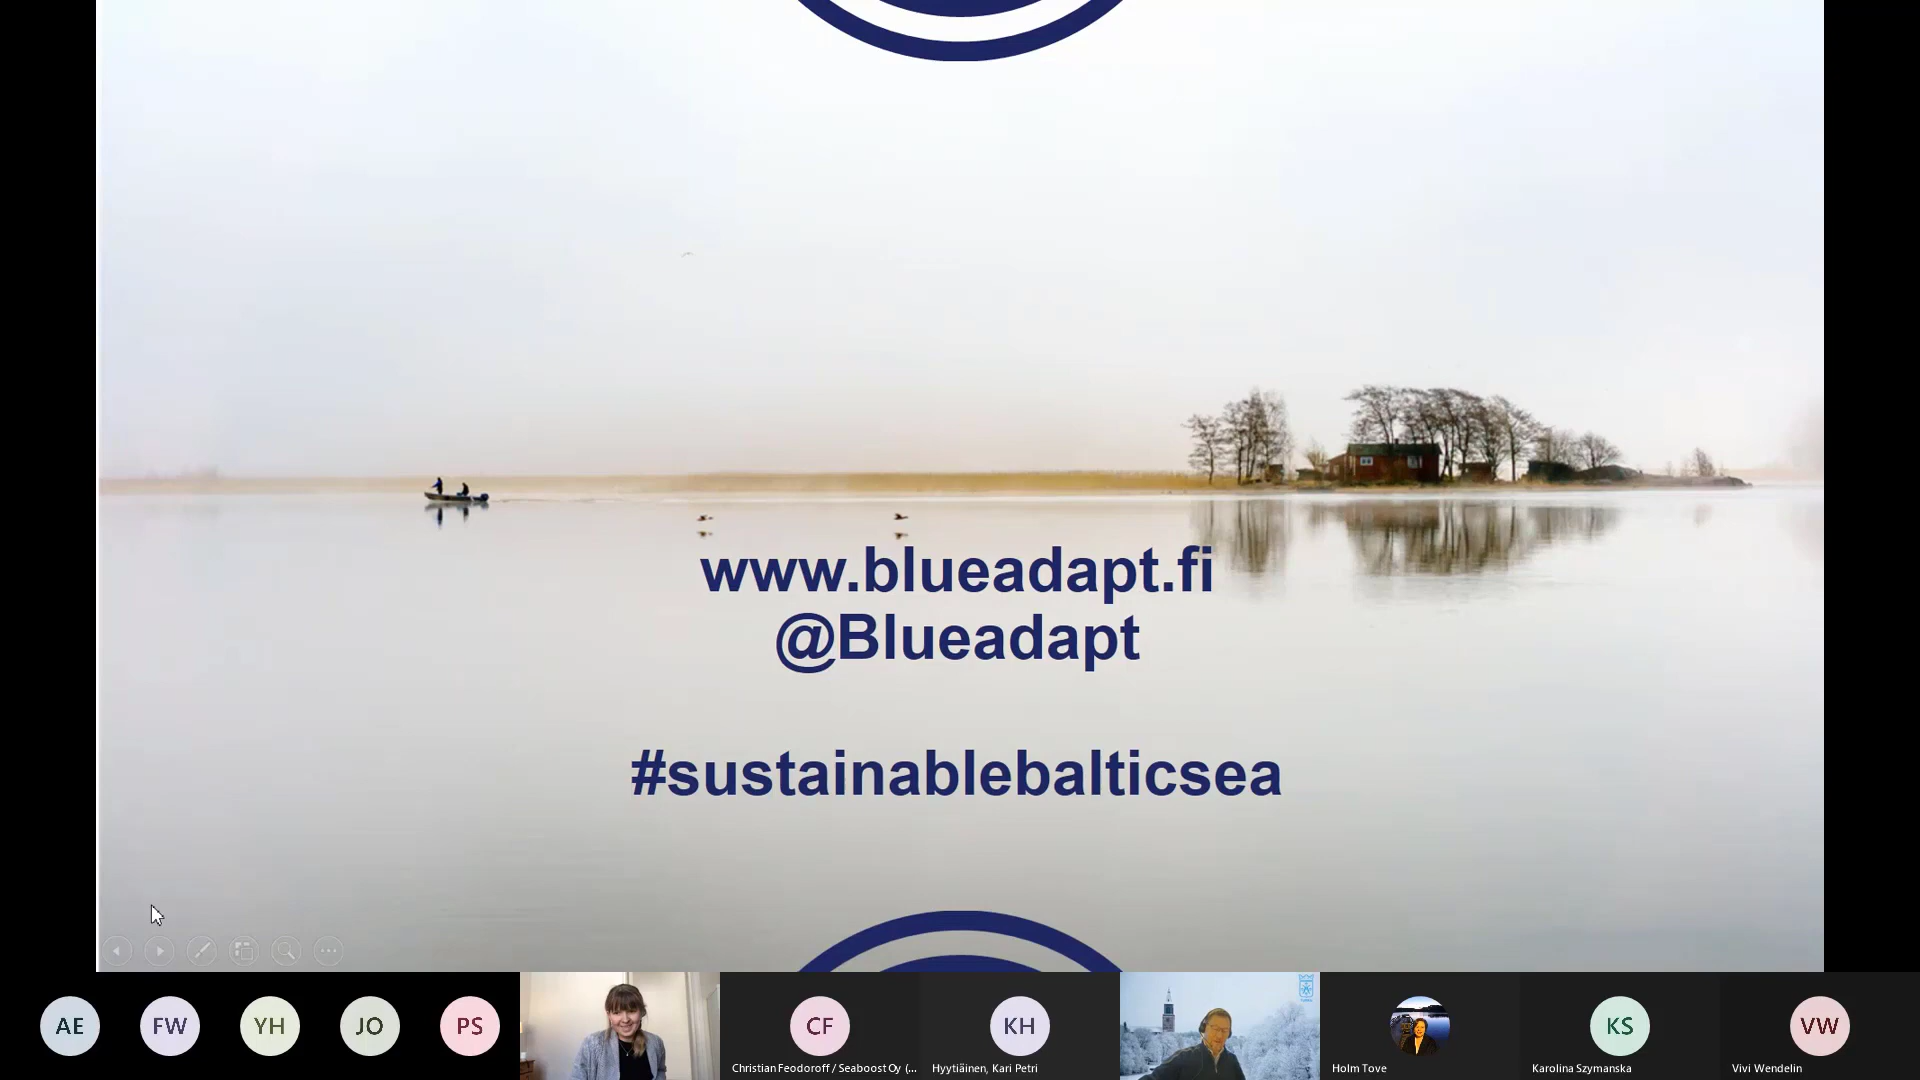 www.blueadapt.fi
@Blueadapt
#sustainablebalticsea
AE
FW
YH
JO
PS
CF
KH
KS
VW
Christian Feodoroff / Seaboost Oy (...
Hyytiäinen, Kari Petri
Holm Tove
Karolina Szymanska
Vivi Wendelin